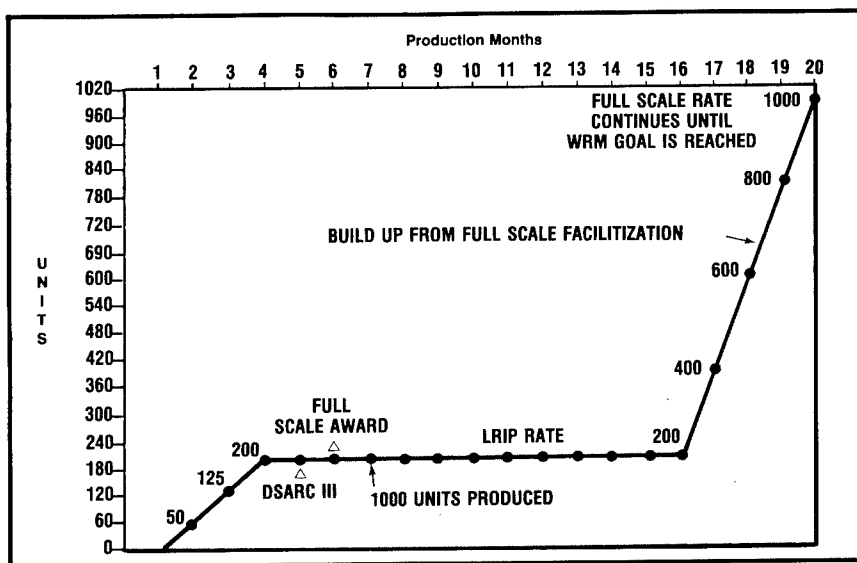 Production Months
1 2 3 4 5 6 7 8 9 10 11 12 13 14 15 16 17 18 19 20
1020
960
900
840
780
720
690
600
540
480
420
360
300
240
180
120
60
0
UNITS
FULL SCALE RATE
CONTINUES UNTIL
WRM GOAL IS REACHED
1000
800
BUILD UP FROM FULL SCALE FACILITIZATION
600
400
FULL
SCALE AWARD
200
LRIP RATE
200
125
DSARC III
1000 UNITS PRODUCED
50